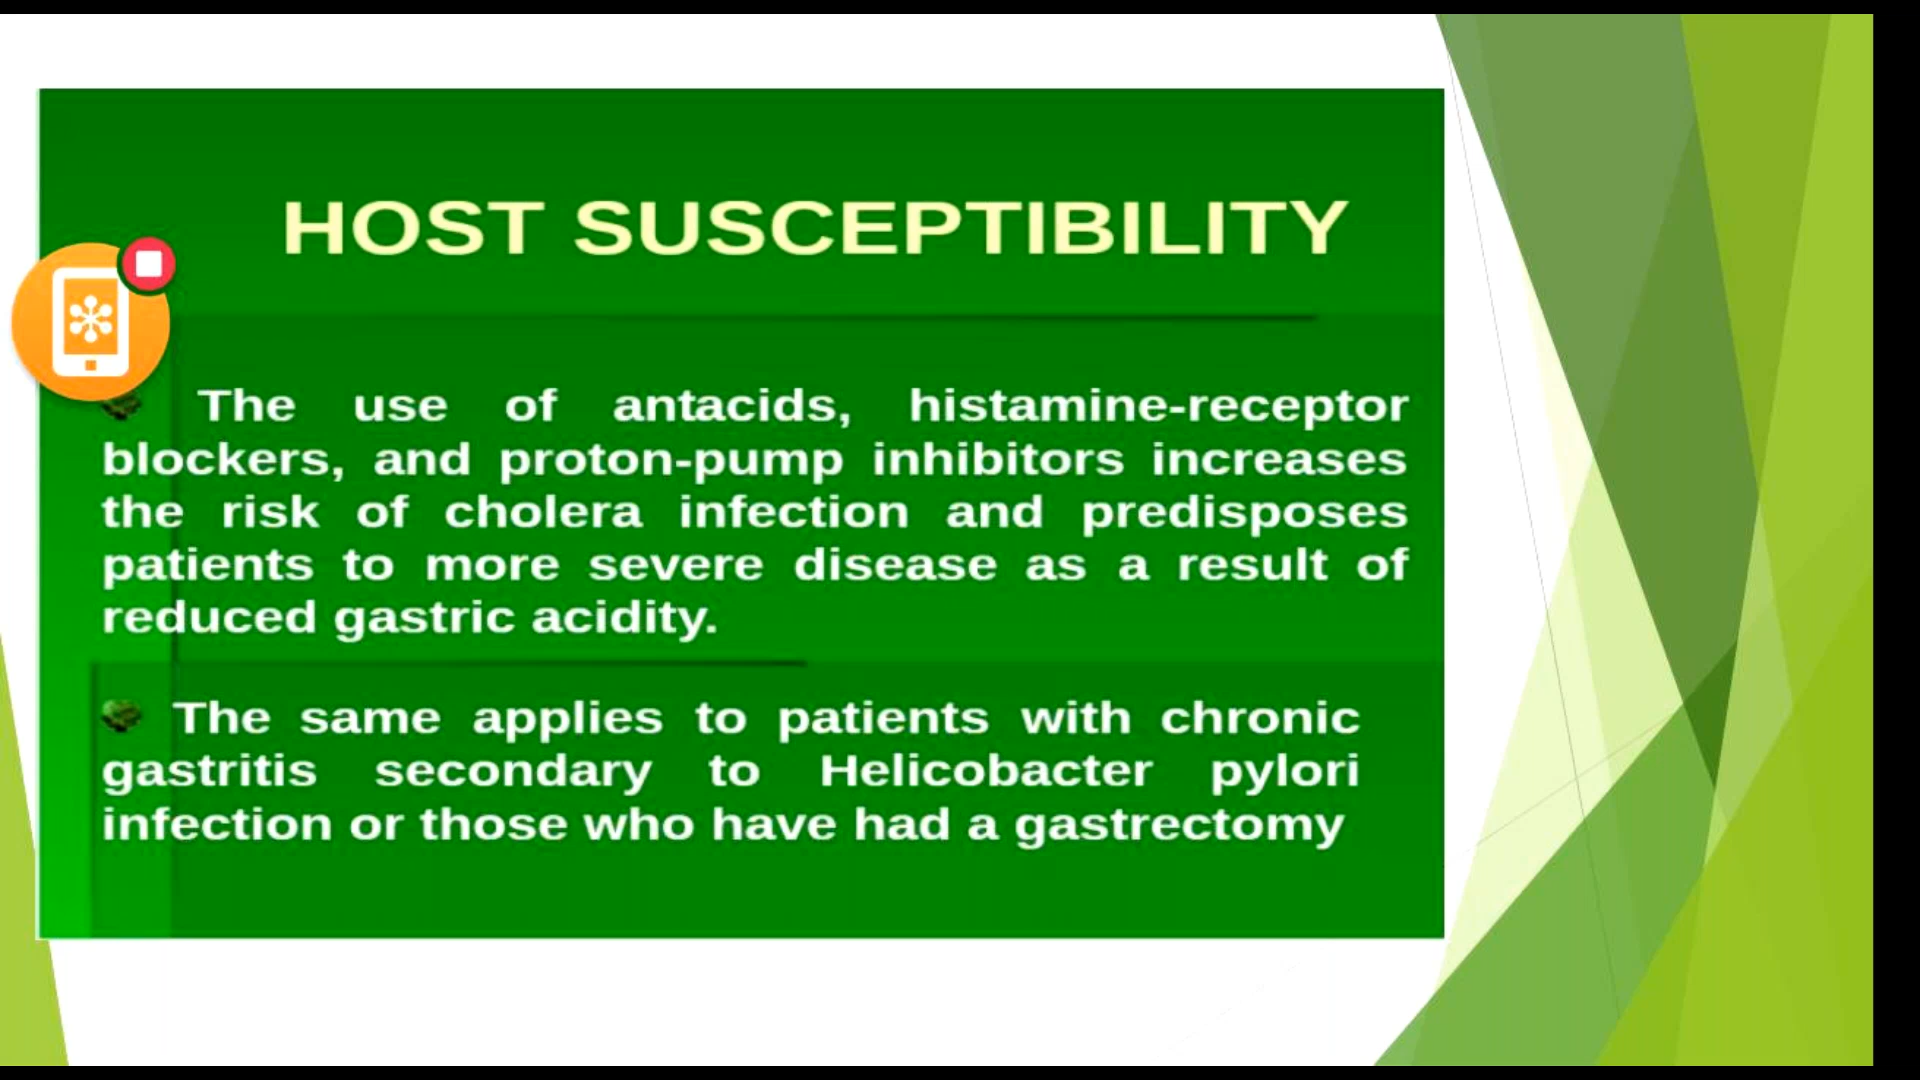 HOST SUSCEPTIBILITY
The use of antacids, histamine-receptor
blockers, and proton-pump inhibitors increases
the risk of cholera infection and predisposes
patients to more severe disease as a result of
reduced gastric acidity.
The same applies to patients with chronic
gastritis secondary to Helicobacter pylori
infection or those who have had a gastrectomy